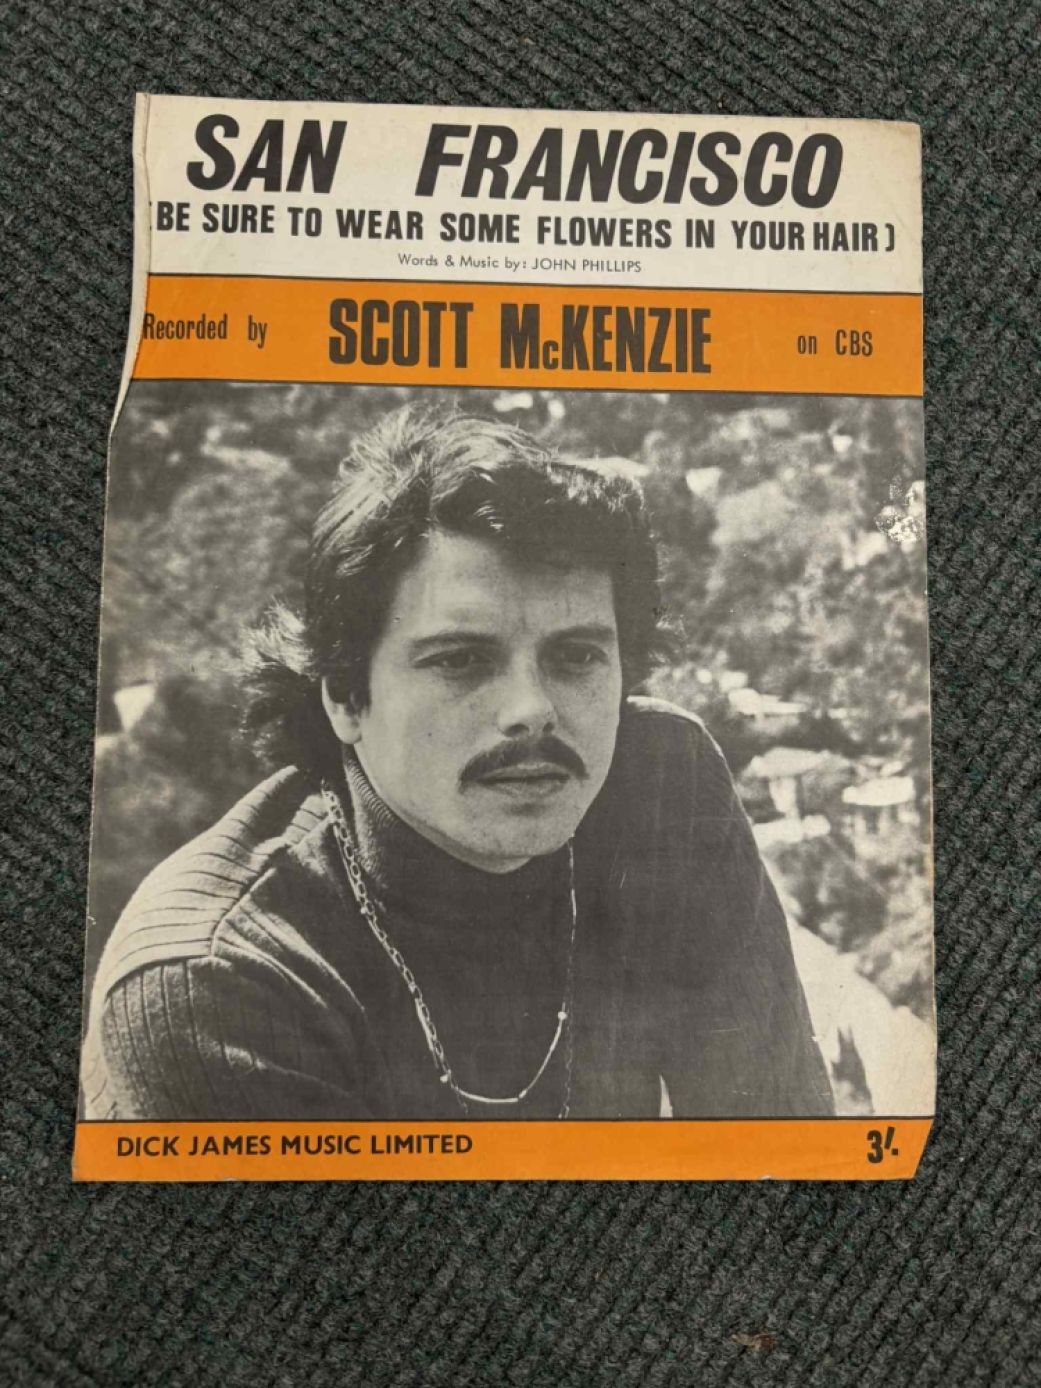 SAN FRANCISCO
(BE SURE TO WEAR SOME FLOWERS IN YOUR HAIR)
Words & Music by: JOHN PHILLIPS
Recorded by SCOTT McKENZIE on CBS
DICK JAMES MUSIC LIMITED 3/-